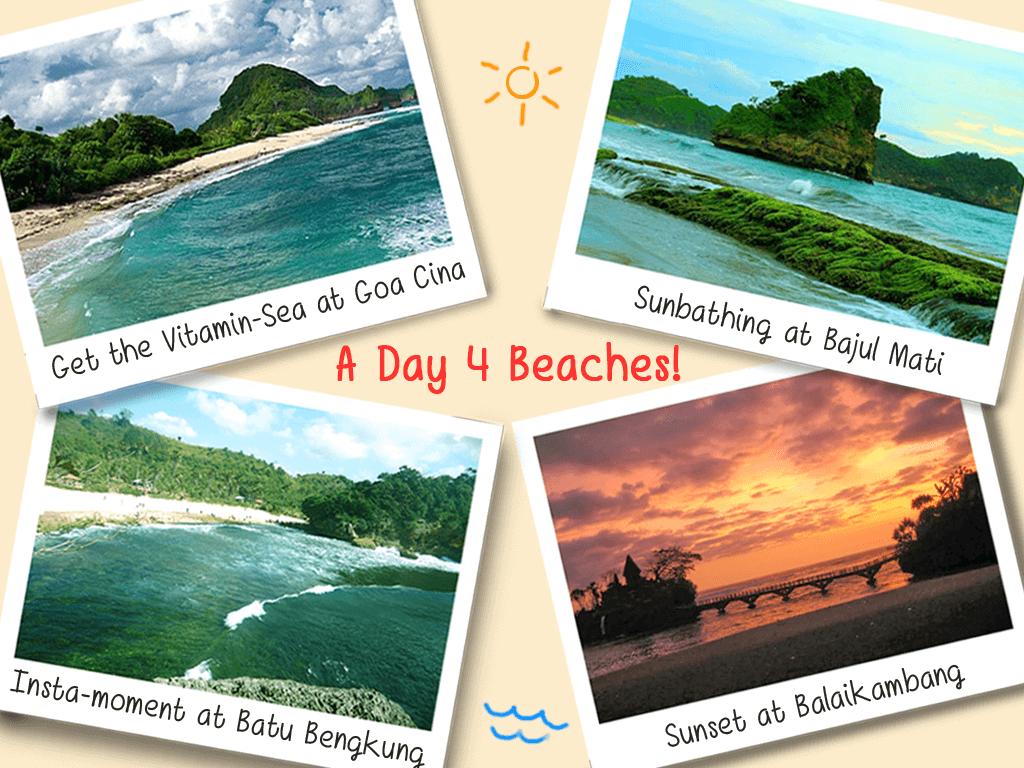 Get the Vitamin-Sea at Goa Cina
Sunbathing at Bajul Mati
A Day 4 Beaches!
Insta-moment at Batu Bengkung
Sunset at Balaikambang